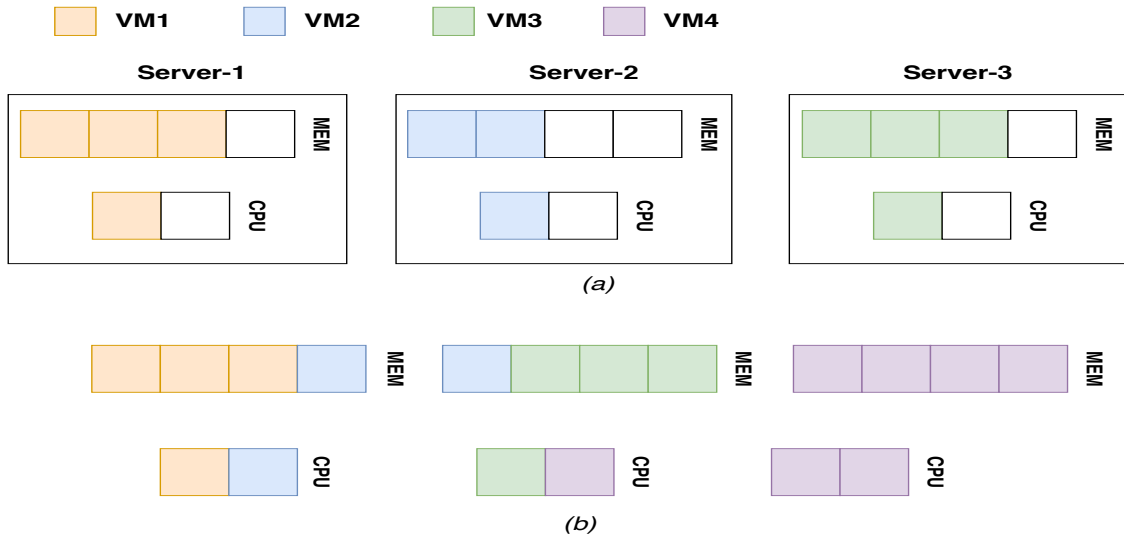 VM1 VM2 VM3 VM4
Server-1 Server-2 Server-3
MEM MEM MEM
CPU CPU CPU
(a)
MEM MEM MEM
CPU CPU CPU
(b)